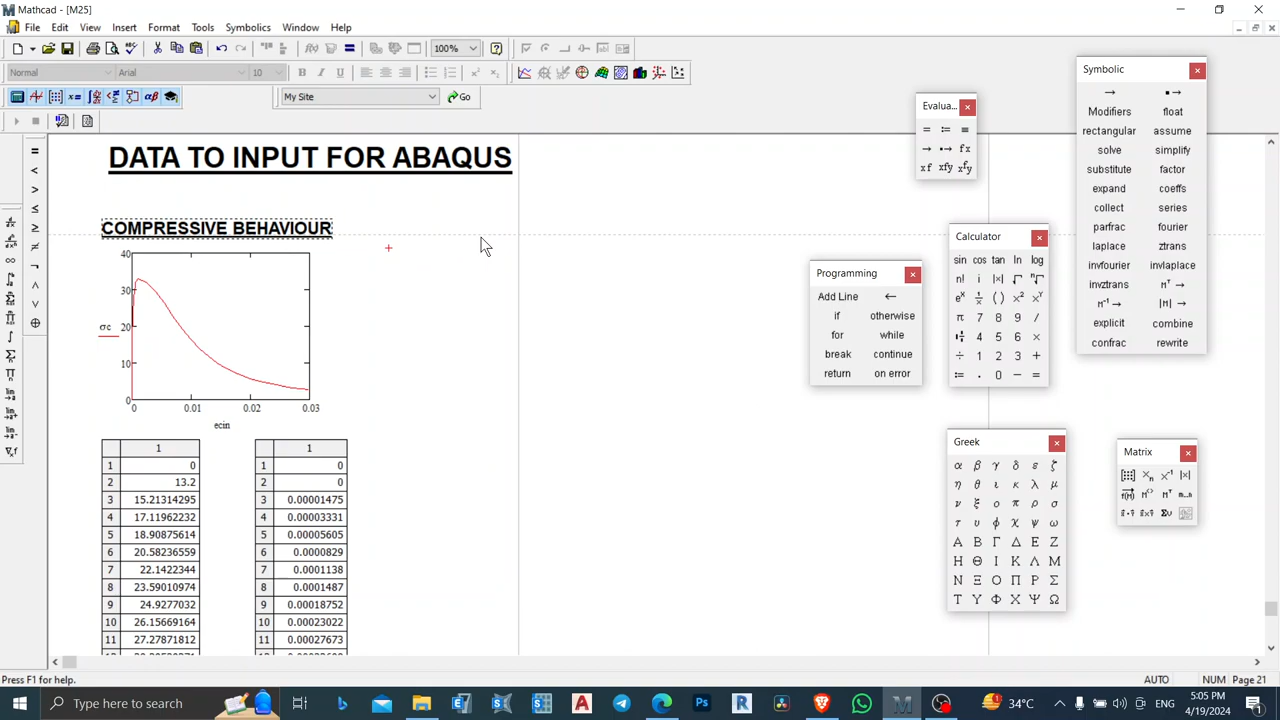 Mathcad - [M25]
File Edit View Insert Format Tools Symbolics Window Help
100%
Normal Arial 10 B I U
My Site Go
DATA TO INPUT FOR ABAQUS
COMPRESSIVE BEHAVIOUR
40
30
σc 20
10
0
0 0.01 0.02 0.03
ecin
1 1
1 0 1 0
2 13.2 2 0
3 15.21314295 3 0.00001475
4 17.11962232 4 0.00003331
5 18.90875614 5 0.00005605
6 20.58236559 6 0.0000829
7 22.1422344 7 0.0001138
8 23.59010974 8 0.0001487
9 24.9277032 9 0.00018752
10 26.15669164 10 0.00023022
11 27.27871812 11 0.00027673
Evalua...
= := ≡
→ ▪→ f x
x f xfy xfy
Programming
Add Line ←
if otherwise
for while
break continue
return on error
Calculator
sin cos tan ln log
n! i |×| √ ⁿ√
eˣ 1/x ( ) x² xʸ
π 7 8 9 /
4 5 6 ×
÷ 1 2 3 +
:= . 0 − =
Greek
α β γ δ ε ζ
η θ ι κ λ μ
ν ξ ο π ρ σ
τ υ φ χ ψ ω
Α Β Γ Δ Ε Ζ
Η Θ Ι Κ Λ Μ
Ν Ξ Ο Π Ρ Σ
Τ Υ Φ Χ Ψ Ω
Symbolic
→ ▪→
Modifiers float
rectangular assume
solve simplify
substitute factor
expand coeffs
collect series
parfrac fourier
laplace ztrans
invfourier invlaplace
invztrans Mᵀ→
M⁻¹→ |M|→
explicit combine
confrac rewrite
Matrix
Press F1 for help.
AUTO NUM Page 21
Type here to search
34°C
5:05 PM
4/19/2024